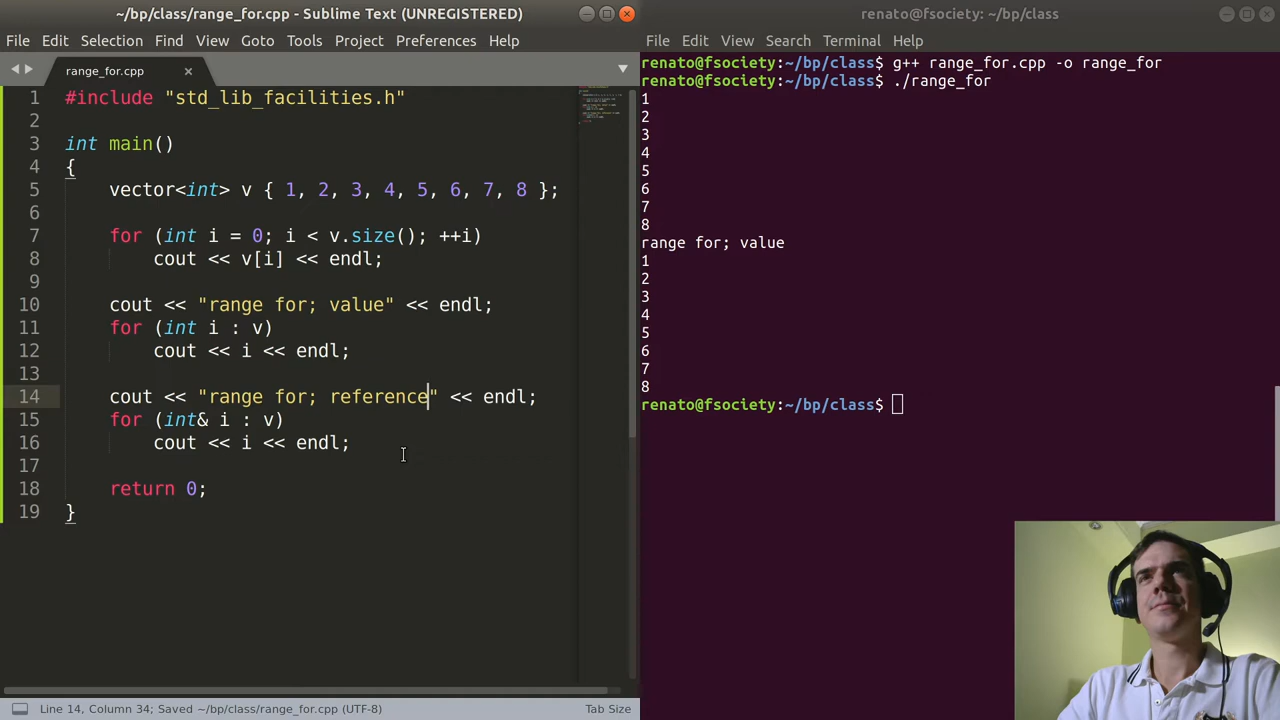 ~/bp/class/range_for.cpp - Sublime Text (UNREGISTERED)
File Edit Selection Find View Goto Tools Project Preferences Help
range_for.cpp
1 #include "std_lib_facilities.h"
2
3 int main()
4 {
5 vector<int> v { 1, 2, 3, 4, 5, 6, 7, 8 };
6
7 for (int i = 0; i < v.size(); ++i)
8 cout << v[i] << endl;
9
10 cout << "range for; value" << endl;
11 for (int i : v)
12 cout << i << endl;
13
14 cout << "range for; reference" << endl;
15 for (int& i : v)
16 cout << i << endl;
17
18 return 0;
19 }
Line 14, Column 34; Saved ~/bp/class/range_for.cpp (UTF-8) Tab Size
renato@fsociety: ~/bp/class
File Edit View Search Terminal Help
renato@fsociety:~/bp/class$ g++ range_for.cpp -o range_for
renato@fsociety:~/bp/class$ ./range_for
1
2
3
4
5
6
7
8
range for; value
1
2
3
4
5
6
7
8
renato@fsociety:~/bp/class$